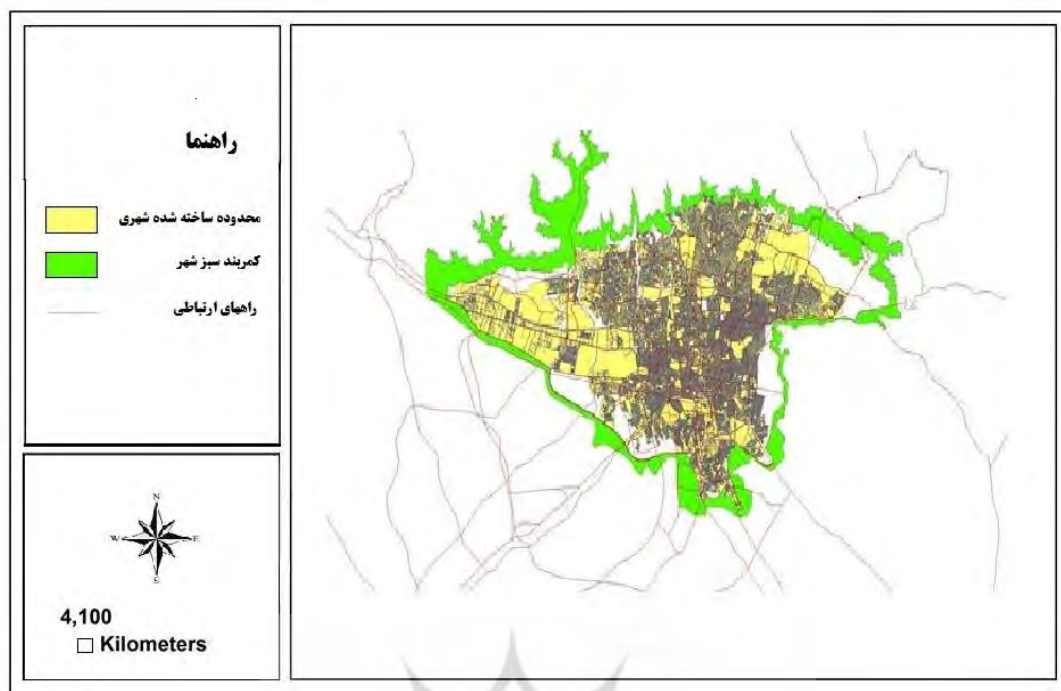 راهنما
محدوده ساخته شده شهری
کمربند سبز شهر
راههای ارتباطی
N
W E
S
4,100
Kilometers